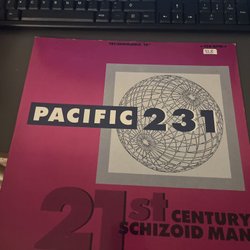 PACIFIC 231
21st CENTURY
SCHIZOID MAN